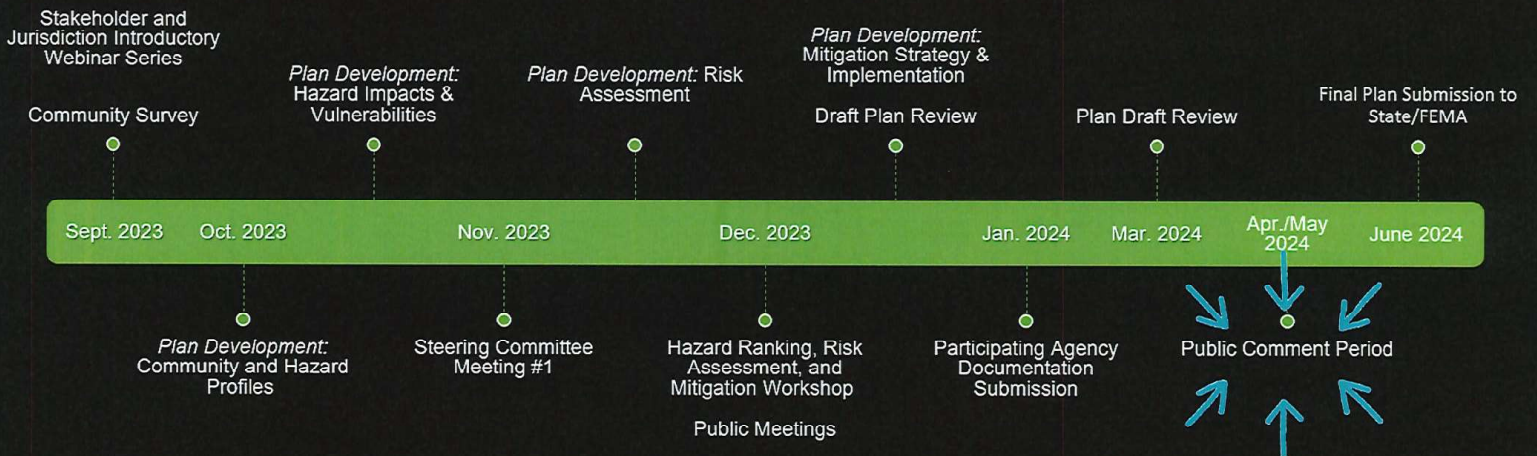 Stakeholder and
Jurisdiction Introductory
Webinar Series
Community Survey
Plan Development:
Hazard Impacts &
Vulnerabilities
Plan Development: Risk
Assessment
Plan Development:
Mitigation Strategy &
Implementation
Draft Plan Review
Plan Draft Review
Final Plan Submission to
State/FEMA
Sept. 2023
Oct. 2023
Nov. 2023
Dec. 2023
Jan. 2024
Mar. 2024
Apr./May
2024
June 2024
Plan Development:
Community and Hazard
Profiles
Steering Committee
Meeting #1
Hazard Ranking, Risk
Assessment, and
Mitigation Workshop
Public Meetings
Participating Agency
Documentation
Submission
Public Comment Period